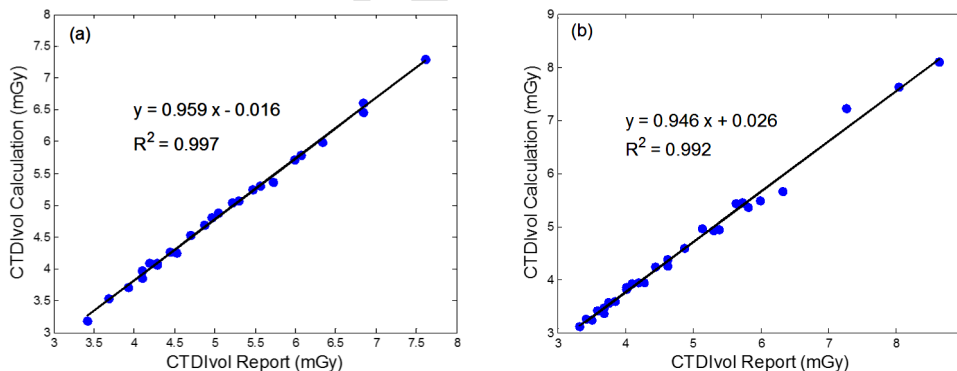 (a)
y = 0.959 x - 0.016
R² = 0.997
CTDIvol Calculation (mGy)
8
7.5
7
6.5
6
5.5
5
4.5
4
3.5
3
3 3.5 4 4.5 5 5.5 6 6.5 7 7.5 8
CTDIvol Report (mGy)
(b)
y = 0.946 x + 0.026
R² = 0.992
CTDIvol Calculation (mGy)
9
8
7
6
5
4
3
3 4 5 6 7 8
CTDIvol Report (mGy)